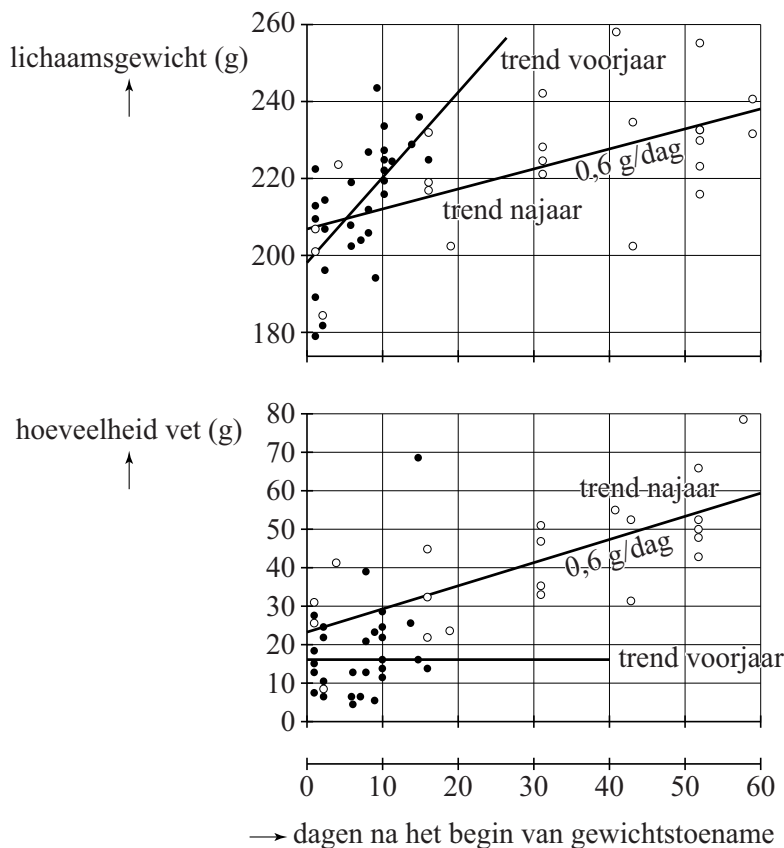 lichaamsgewicht (g)
260
240
220
200
180
trend voorjaar
0,6 g/dag
trend najaar
hoeveelheid vet (g)
80
70
60
50
40
30
20
10
0
trend najaar
0,6 g/dag
trend voorjaar
0 10 20 30 40 50 60
dagen na het begin van gewichtstoename